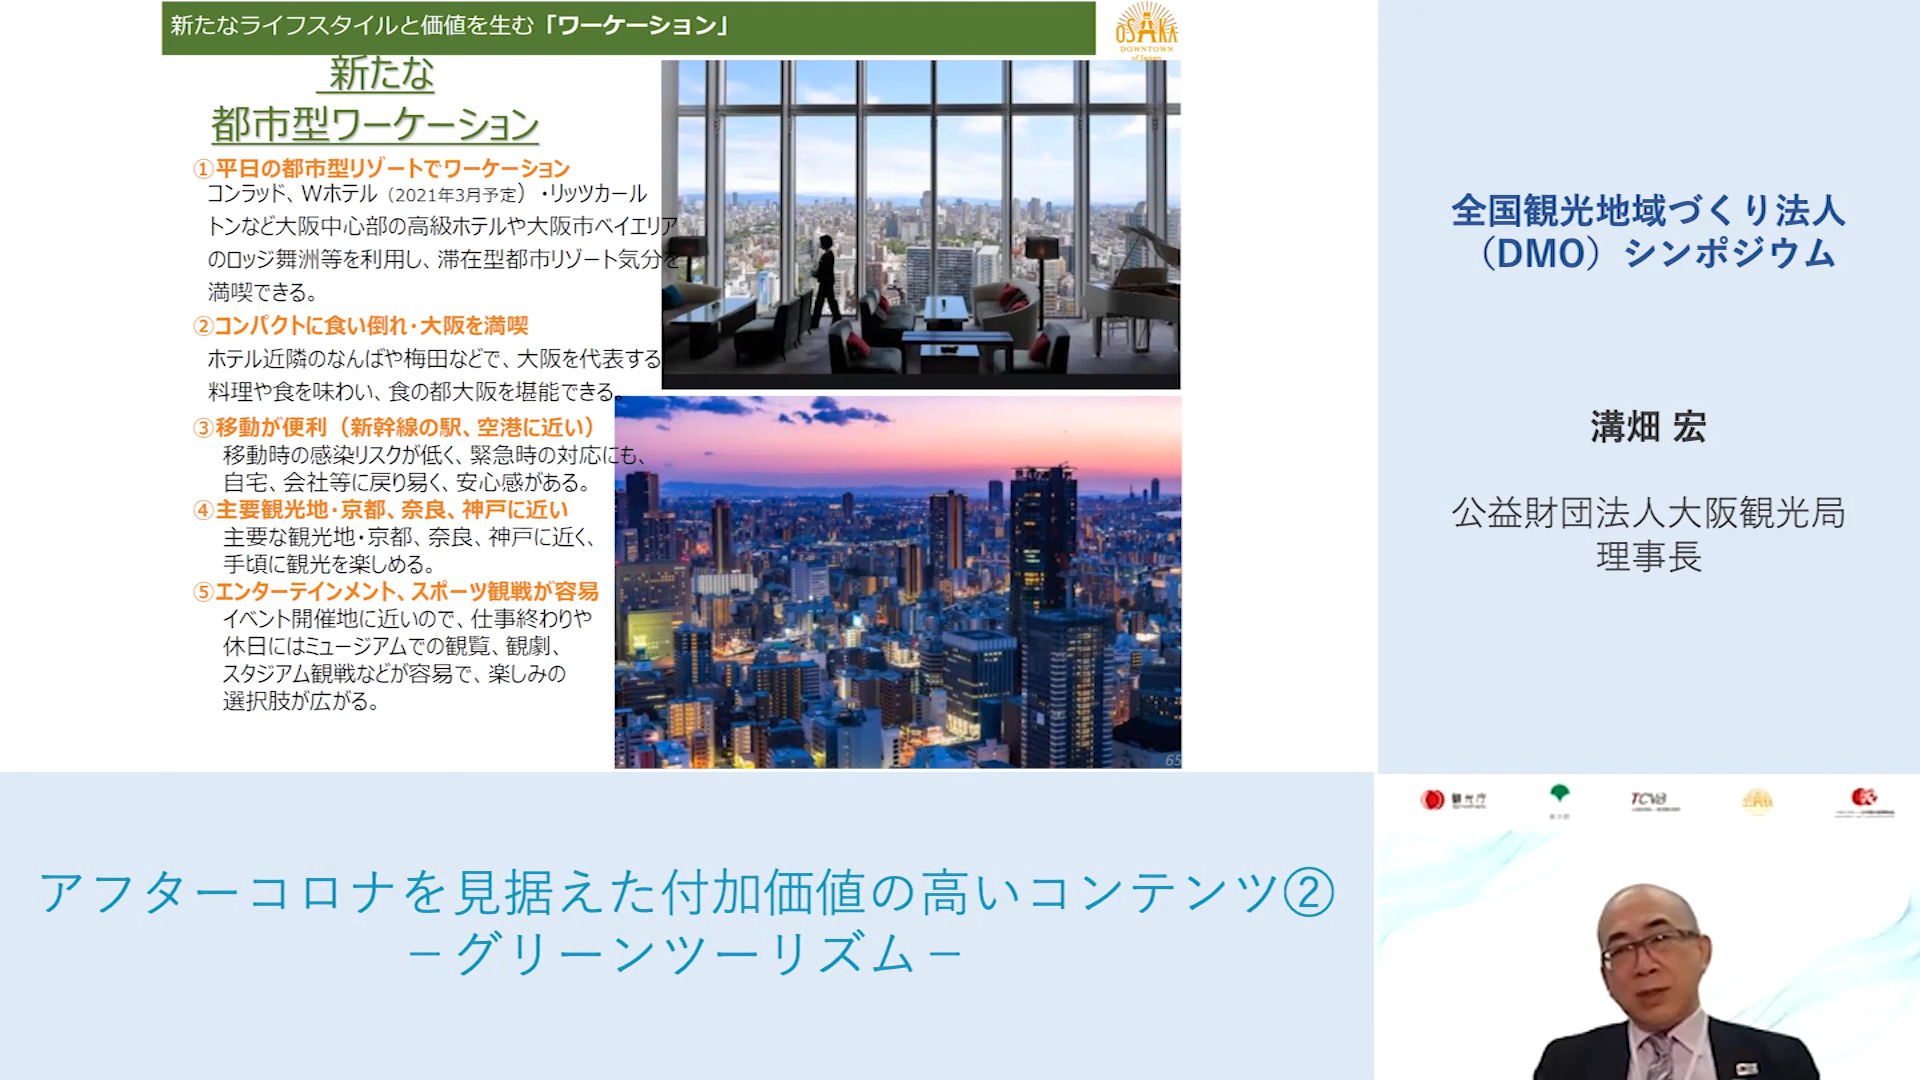 新たなライフスタイルと価値を生む「ワーケーション」
OSAKA
DOWNTOWN
of Japan
新たな
都市型ワーケーション
①平日の都市型リゾートでワーケーション
コンラッド、Wホテル（2021年3月予定）・リッツカール
トンなど大阪中心部の高級ホテルや大阪市ベイエリア
のロッジ舞洲等を利用し、滞在型都市リゾート気分を
満喫できる。
②コンパクトに食い倒れ・大阪を満喫
ホテル近隣のなんばや梅田などで、大阪を代表する
料理や食を味わい、食の都大阪を堪能できる。
③移動が便利（新幹線の駅、空港に近い）
移動時の感染リスクが低く、緊急時の対応にも、
自宅、会社等に戻り易く、安心感がある。
④主要観光地・京都、奈良、神戸に近い
主要な観光地・京都、奈良、神戸に近く、
手頃に観光を楽しめる。
⑤エンターテインメント、スポーツ観戦が容易
イベント開催地に近いので、仕事終わりや
休日にはミュージアムでの観覧、観劇、
スタジアム観戦などが容易で、楽しみの
選択肢が広がる。
65
全国観光地域づくり法人
（DMO）シンポジウム
溝畑 宏
公益財団法人大阪観光局
理事長
アフターコロナを見据えた付加価値の高いコンテンツ②
－グリーンツーリズム－
観光庁
東京都
TCVB